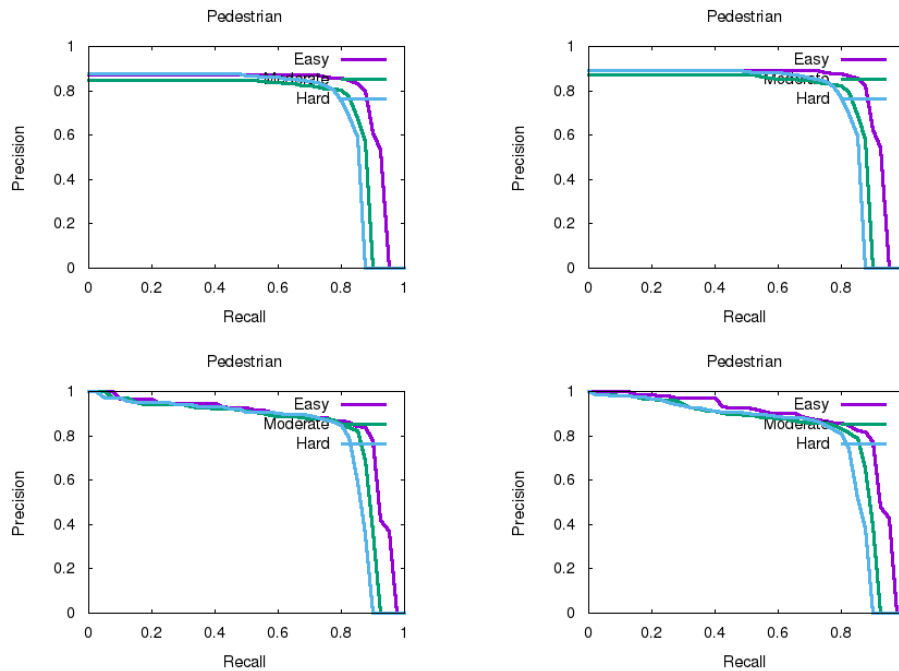 Pedestrian
1
0.8
0.6
0.4
0.2
0
Precision
Easy
Moderate
Hard
0 0.2 0.4 0.6 0.8 1
Recall
Pedestrian
1
0.8
0.6
0.4
0.2
0
Precision
Easy
Moderate
Hard
0 0.2 0.4 0.6 0.8
Recall
Pedestrian
1
0.8
0.6
0.4
0.2
0
Precision
Easy
Moderate
Hard
0 0.2 0.4 0.6 0.8 1
Recall
Pedestrian
1
0.8
0.6
0.4
0.2
0
Precision
Easy
Moderate
Hard
0 0.2 0.4 0.6 0.8
Recall